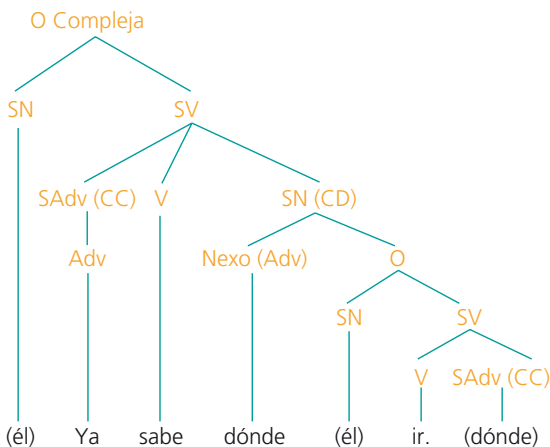 O Compleja
SN SV
SAdv (CC) V SN (CD)
Adv Nexo (Adv) O
SN SV
V SAdv (CC)
(él) Ya sabe dónde (él) ir. (dónde)